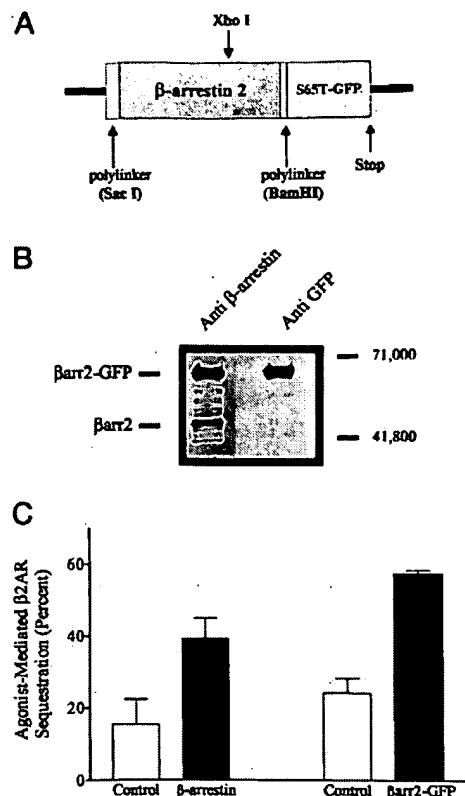 A
Xho I
β-arrestin 2
S65T-GFP.
polylinker
(Sac I)
polylinker
(BamHI)
Stop
B
Anti β-arrestin
Anti GFP
βarr2-GFP
βarr2
71,000
41,800
C
Agonist-Mediated β2AR
Sequestration (Percent)
60
40
20
0
Control
β-arrestin
Control
βarr2-GFP